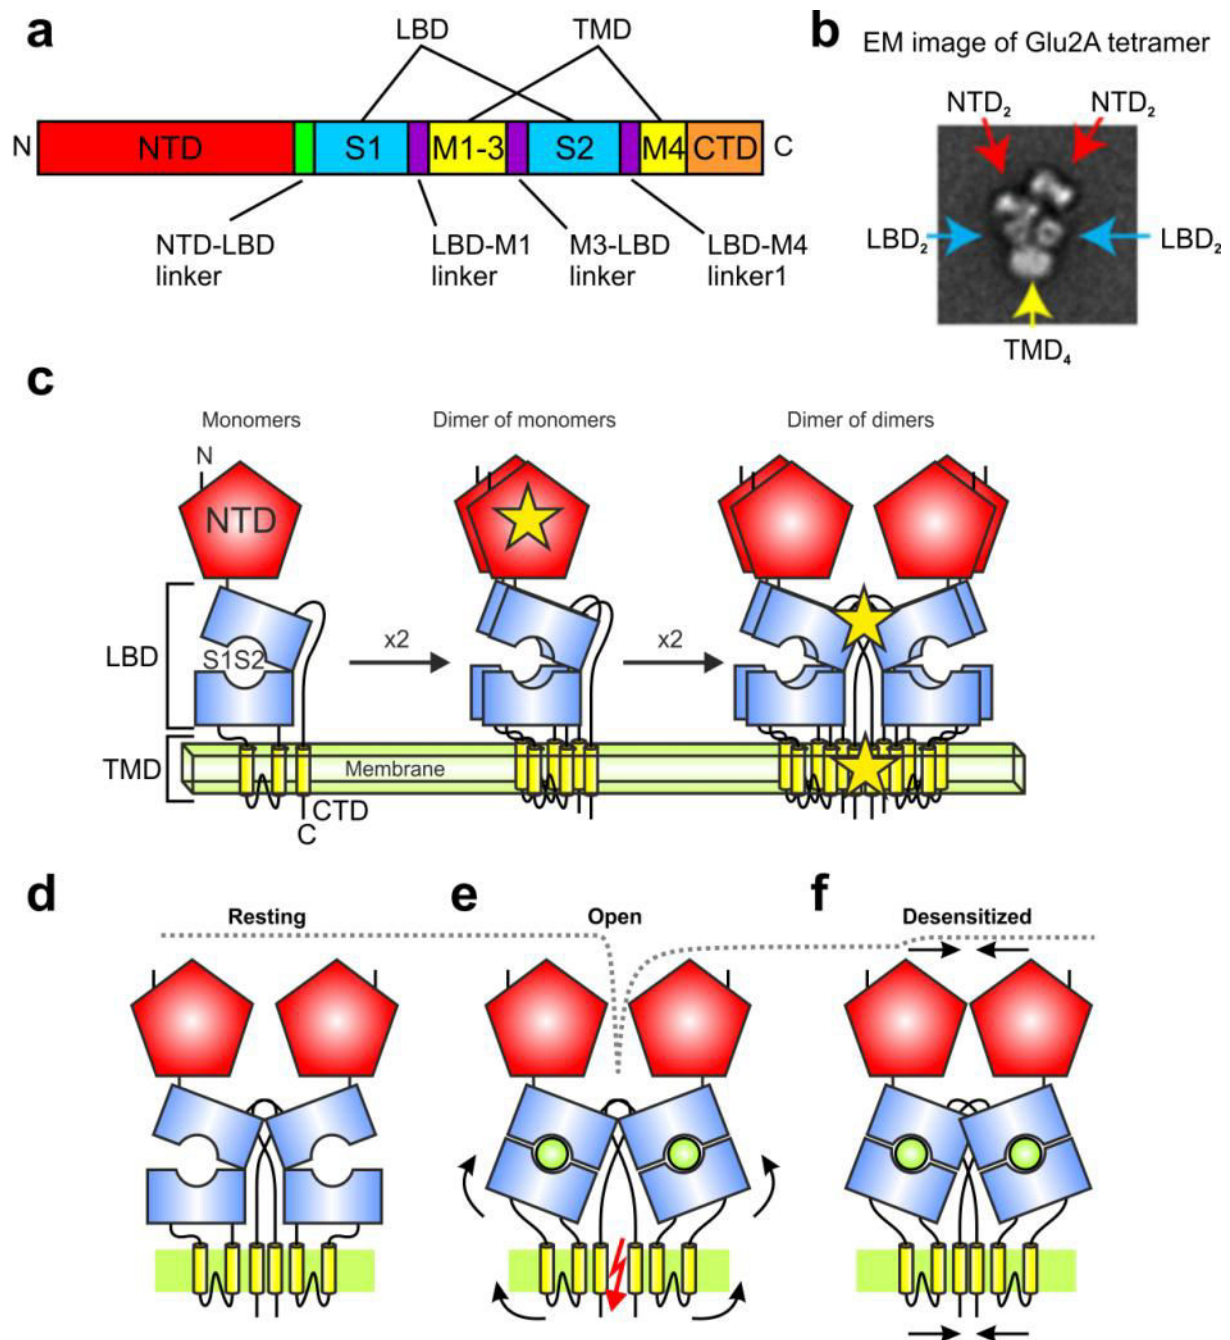 a
LBD
TMD
N
NTD
S1
M1-3
S2
M4
CTD
C
NTD-LBD
linker
LBD-M1
linker
M3-LBD
linker
LBD-M4
linker1
b
EM image of Glu2A tetramer
NTD₂
NTD₂
LBD₂
LBD₂
TMD₄
c
Monomers
Dimer of monomers
Dimer of dimers
N
NTD
LBD
S1S2
x2
x2
TMD
Membrane
CTD
C
d
Resting
e
Open
f
Desensitized